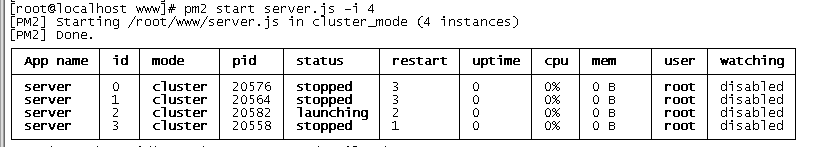 [root@localhost www]# pm2 start server.js -i 4
[PM2] Starting /root/www/server.js in cluster_mode (4 instances)
[PM2] Done.
App name id mode pid status restart uptime cpu mem user watching
server 0 cluster 20576 stopped 3 0 0% 0 B root disabled
server 1 cluster 20564 stopped 3 0 0% 0 B root disabled
server 2 cluster 20582 launching 2 0 0% 0 B root disabled
server 3 cluster 20558 stopped 1 0 0% 0 B root disabled